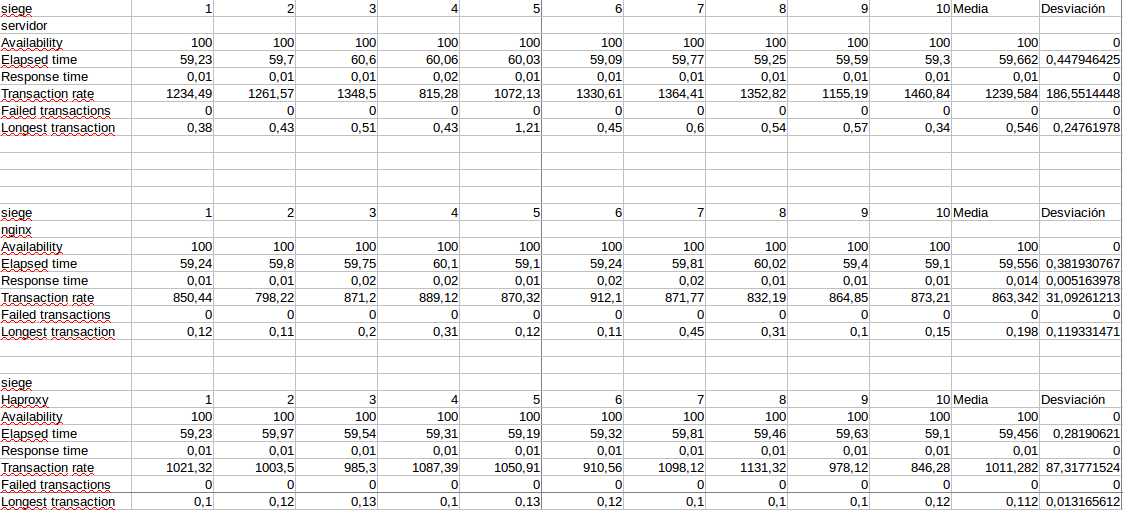 siege 1 2 3 4 5 6 7 8 9 10 Media Desviación
servidor
Availability 100 100 100 100 100 100 100 100 100 100 100 0
Elapsed time 59,23 59,7 60,6 60,06 60,03 59,09 59,77 59,25 59,59 59,3 59,662 0,447946425
Response time 0,01 0,01 0,01 0,02 0,01 0,01 0,01 0,01 0,01 0,01 0,01 0
Transaction rate 1234,49 1261,57 1348,5 815,28 1072,13 1330,61 1364,41 1352,82 1155,19 1460,84 1239,584 186,5514448
Failed transactions 0 0 0 0 0 0 0 0 0 0 0 0
Longest transaction 0,38 0,43 0,51 0,43 1,21 0,45 0,6 0,54 0,57 0,34 0,546 0,24761978
siege 1 2 3 4 5 6 7 8 9 10 Media Desviación
nginx
Availability 100 100 100 100 100 100 100 100 100 100 100 0
Elapsed time 59,24 59,8 59,75 60,1 59,1 59,24 59,81 60,02 59,4 59,1 59,556 0,381930767
Response time 0,01 0,01 0,02 0,02 0,01 0,02 0,02 0,01 0,01 0,01 0,014 0,005163978
Transaction rate 850,44 798,22 871,2 889,12 870,32 912,1 871,77 832,19 864,85 873,21 863,342 31,09261213
Failed transactions 0 0 0 0 0 0 0 0 0 0 0 0
Longest transaction 0,12 0,11 0,2 0,31 0,12 0,11 0,45 0,31 0,1 0,15 0,198 0,119331471
siege
Haproxy 1 2 3 4 5 6 7 8 9 10 Media Desviación
Availability 100 100 100 100 100 100 100 100 100 100 100 0
Elapsed time 59,23 59,97 59,54 59,31 59,19 59,32 59,81 59,46 59,63 59,1 59,456 0,28190621
Response time 0,01 0,01 0,01 0,01 0,01 0,01 0,01 0,01 0,01 0,01 0,01 0
Transaction rate 1021,32 1003,5 985,3 1087,39 1050,91 910,56 1098,12 1131,32 978,12 846,28 1011,282 87,31771524
Failed transactions 0 0 0 0 0 0 0 0 0 0 0 0
Longest transaction 0,1 0,12 0,13 0,1 0,13 0,12 0,1 0,1 0,1 0,12 0,112 0,013165612